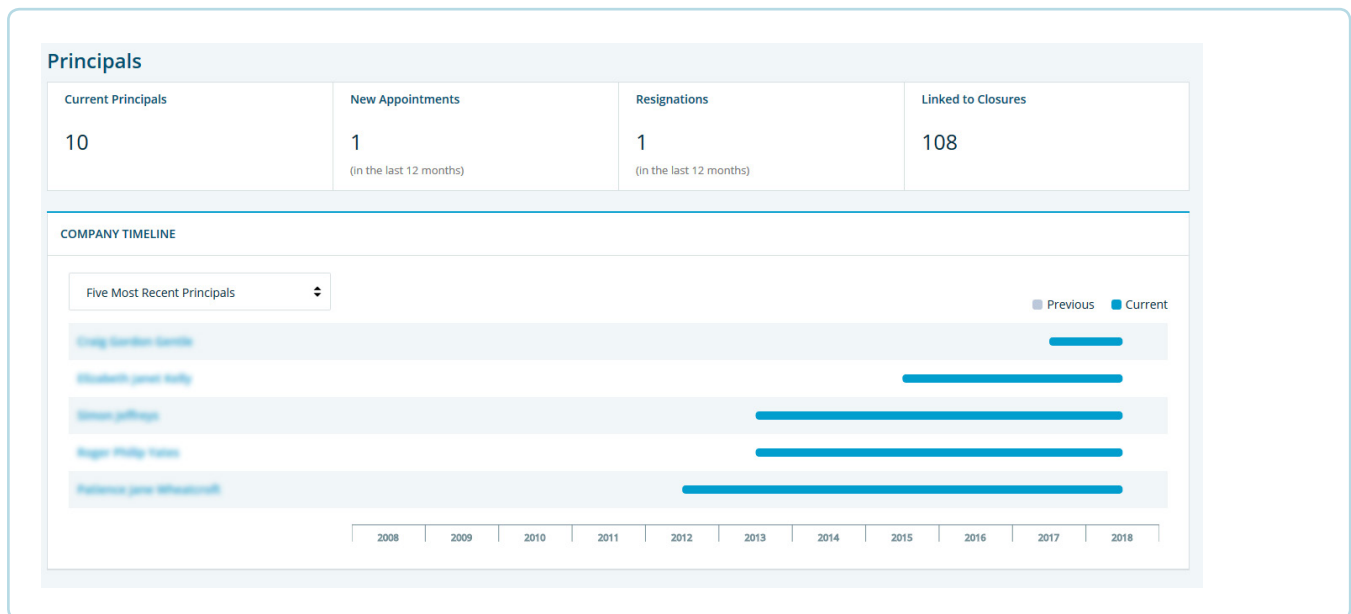 Principals
Current Principals
New Appointments
Resignations
Linked to Closures
10
1
1
108
(in the last 12 months)
(in the last 12 months)
COMPANY TIMELINE
Five Most Recent Principals
Previous
Current
2008 2009 2010 2011 2012 2013 2014 2015 2016 2017 2018